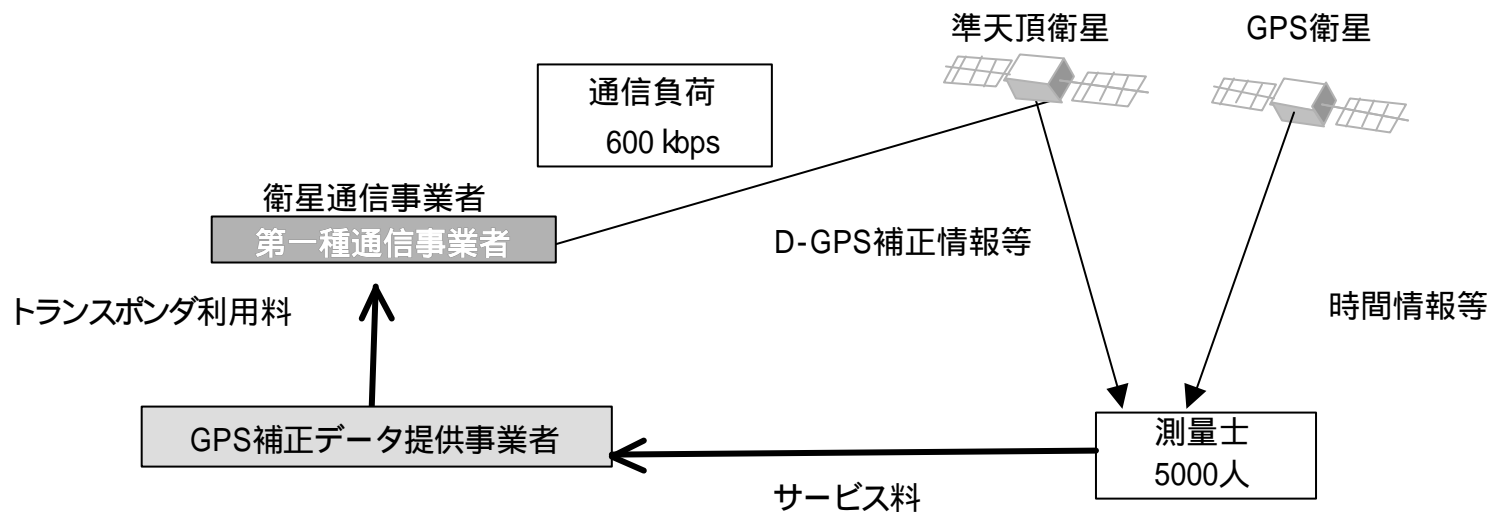 準天頂衛星
GPS衛星
通信負荷
600 kbps
衛星通信事業者
第一種通信事業者
D-GPS補正情報等
トランスポンダ利用料
時間情報等
GPS補正データ提供事業者
測量士
5000人
サービス料